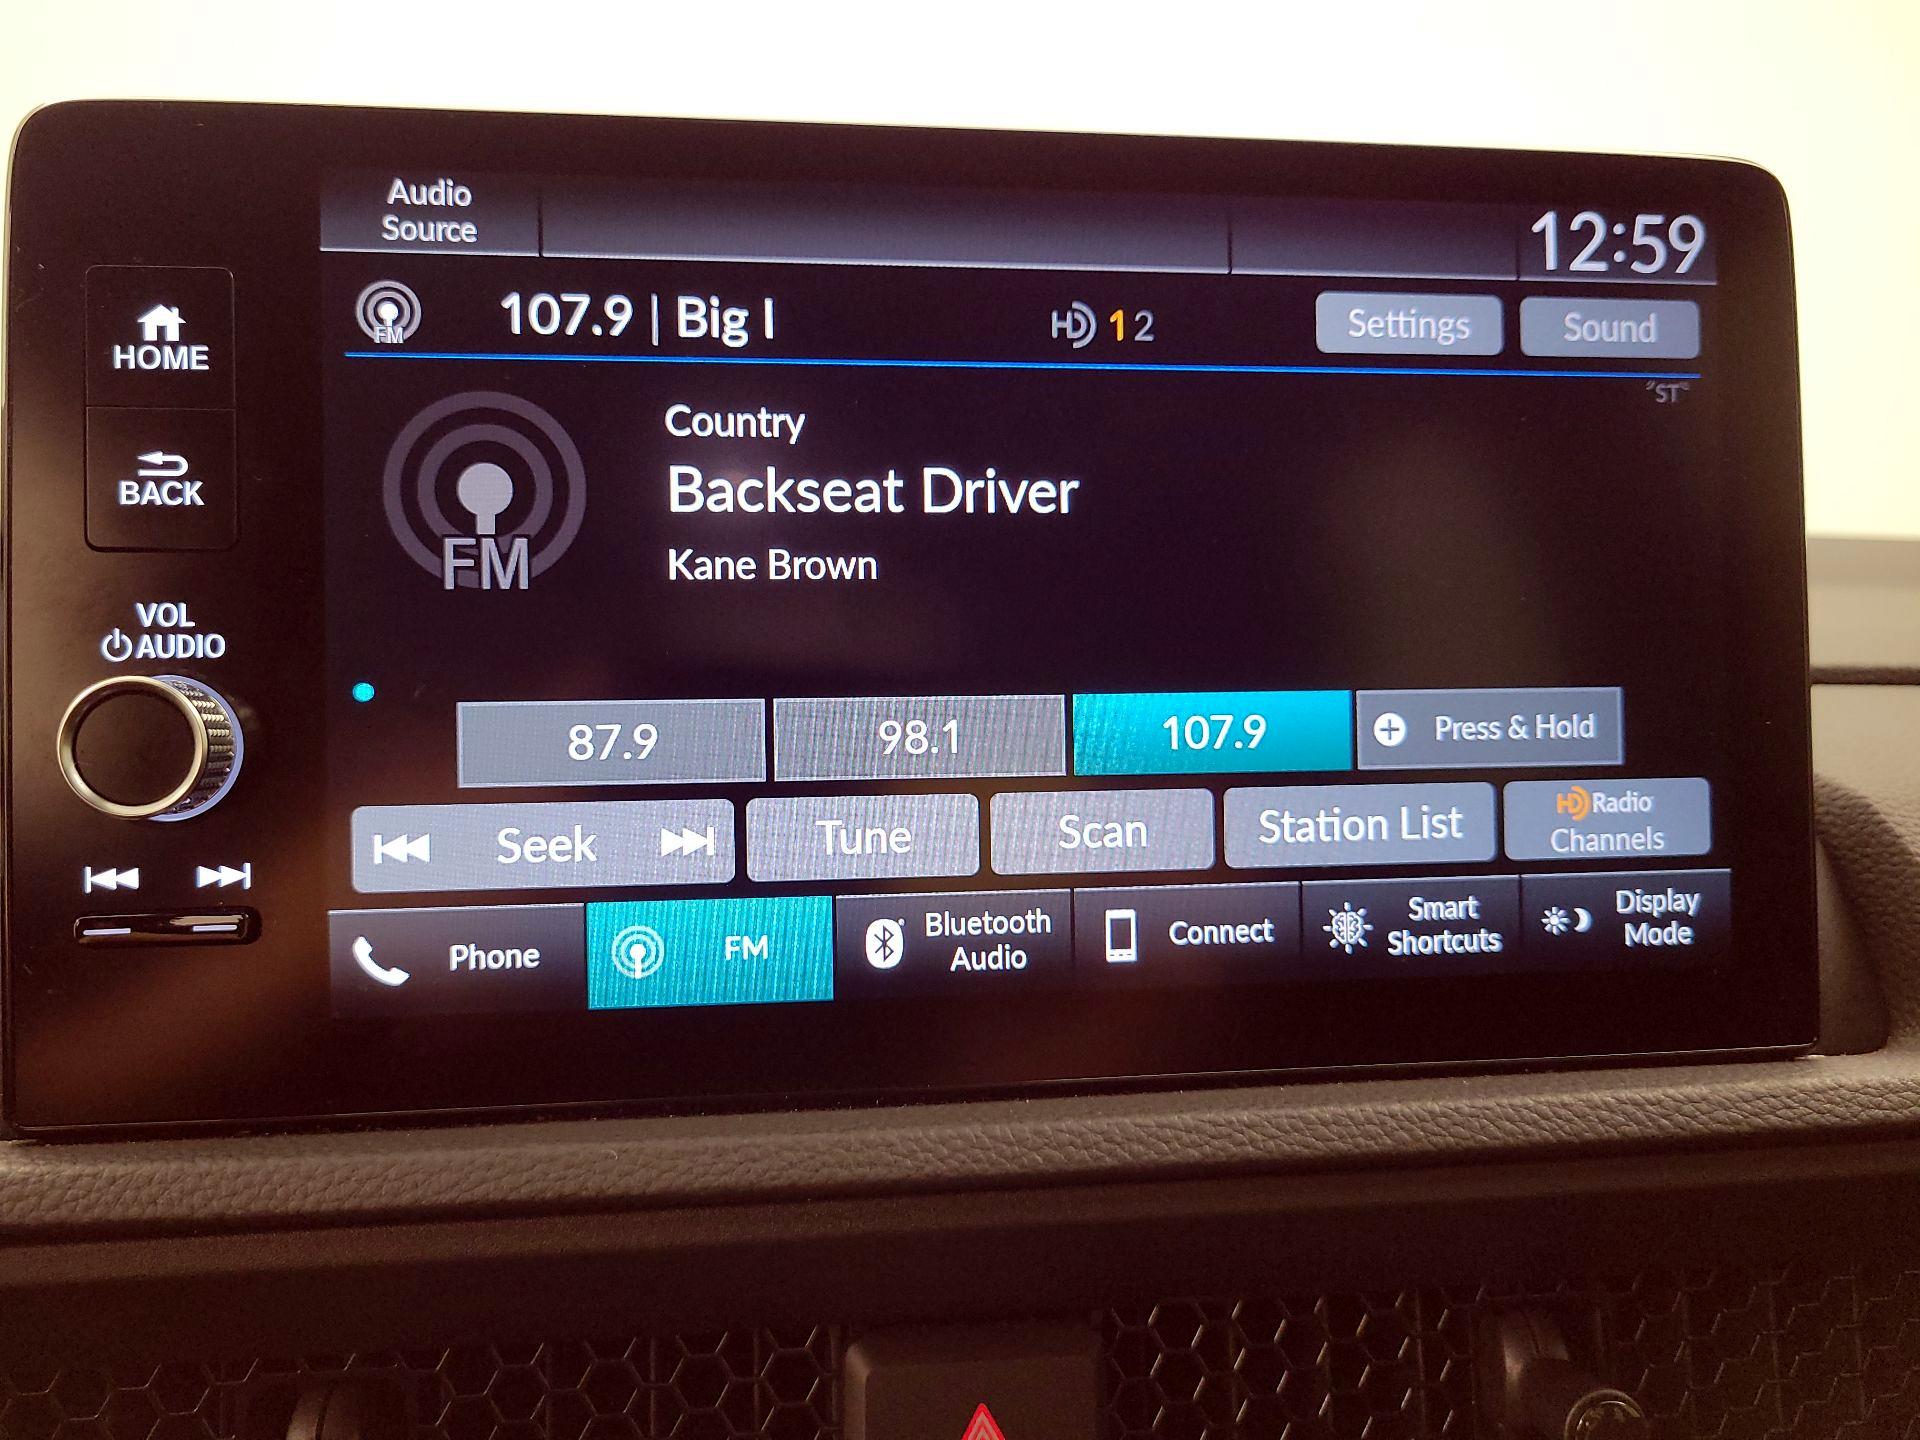 Audio
Source
12:59
FM
107.9 | Big I
HD 1 2
Settings
Sound
"ST"
HOME
BACK
VOL
AUDIO
FM
Country
Backseat Driver
Kane Brown
87.9
98.1
107.9
+ Press & Hold
Seek
Tune
Scan
Station List
HD Radio
Channels
Phone
FM
Bluetooth
Audio
Connect
Smart
Shortcuts
Display
Mode